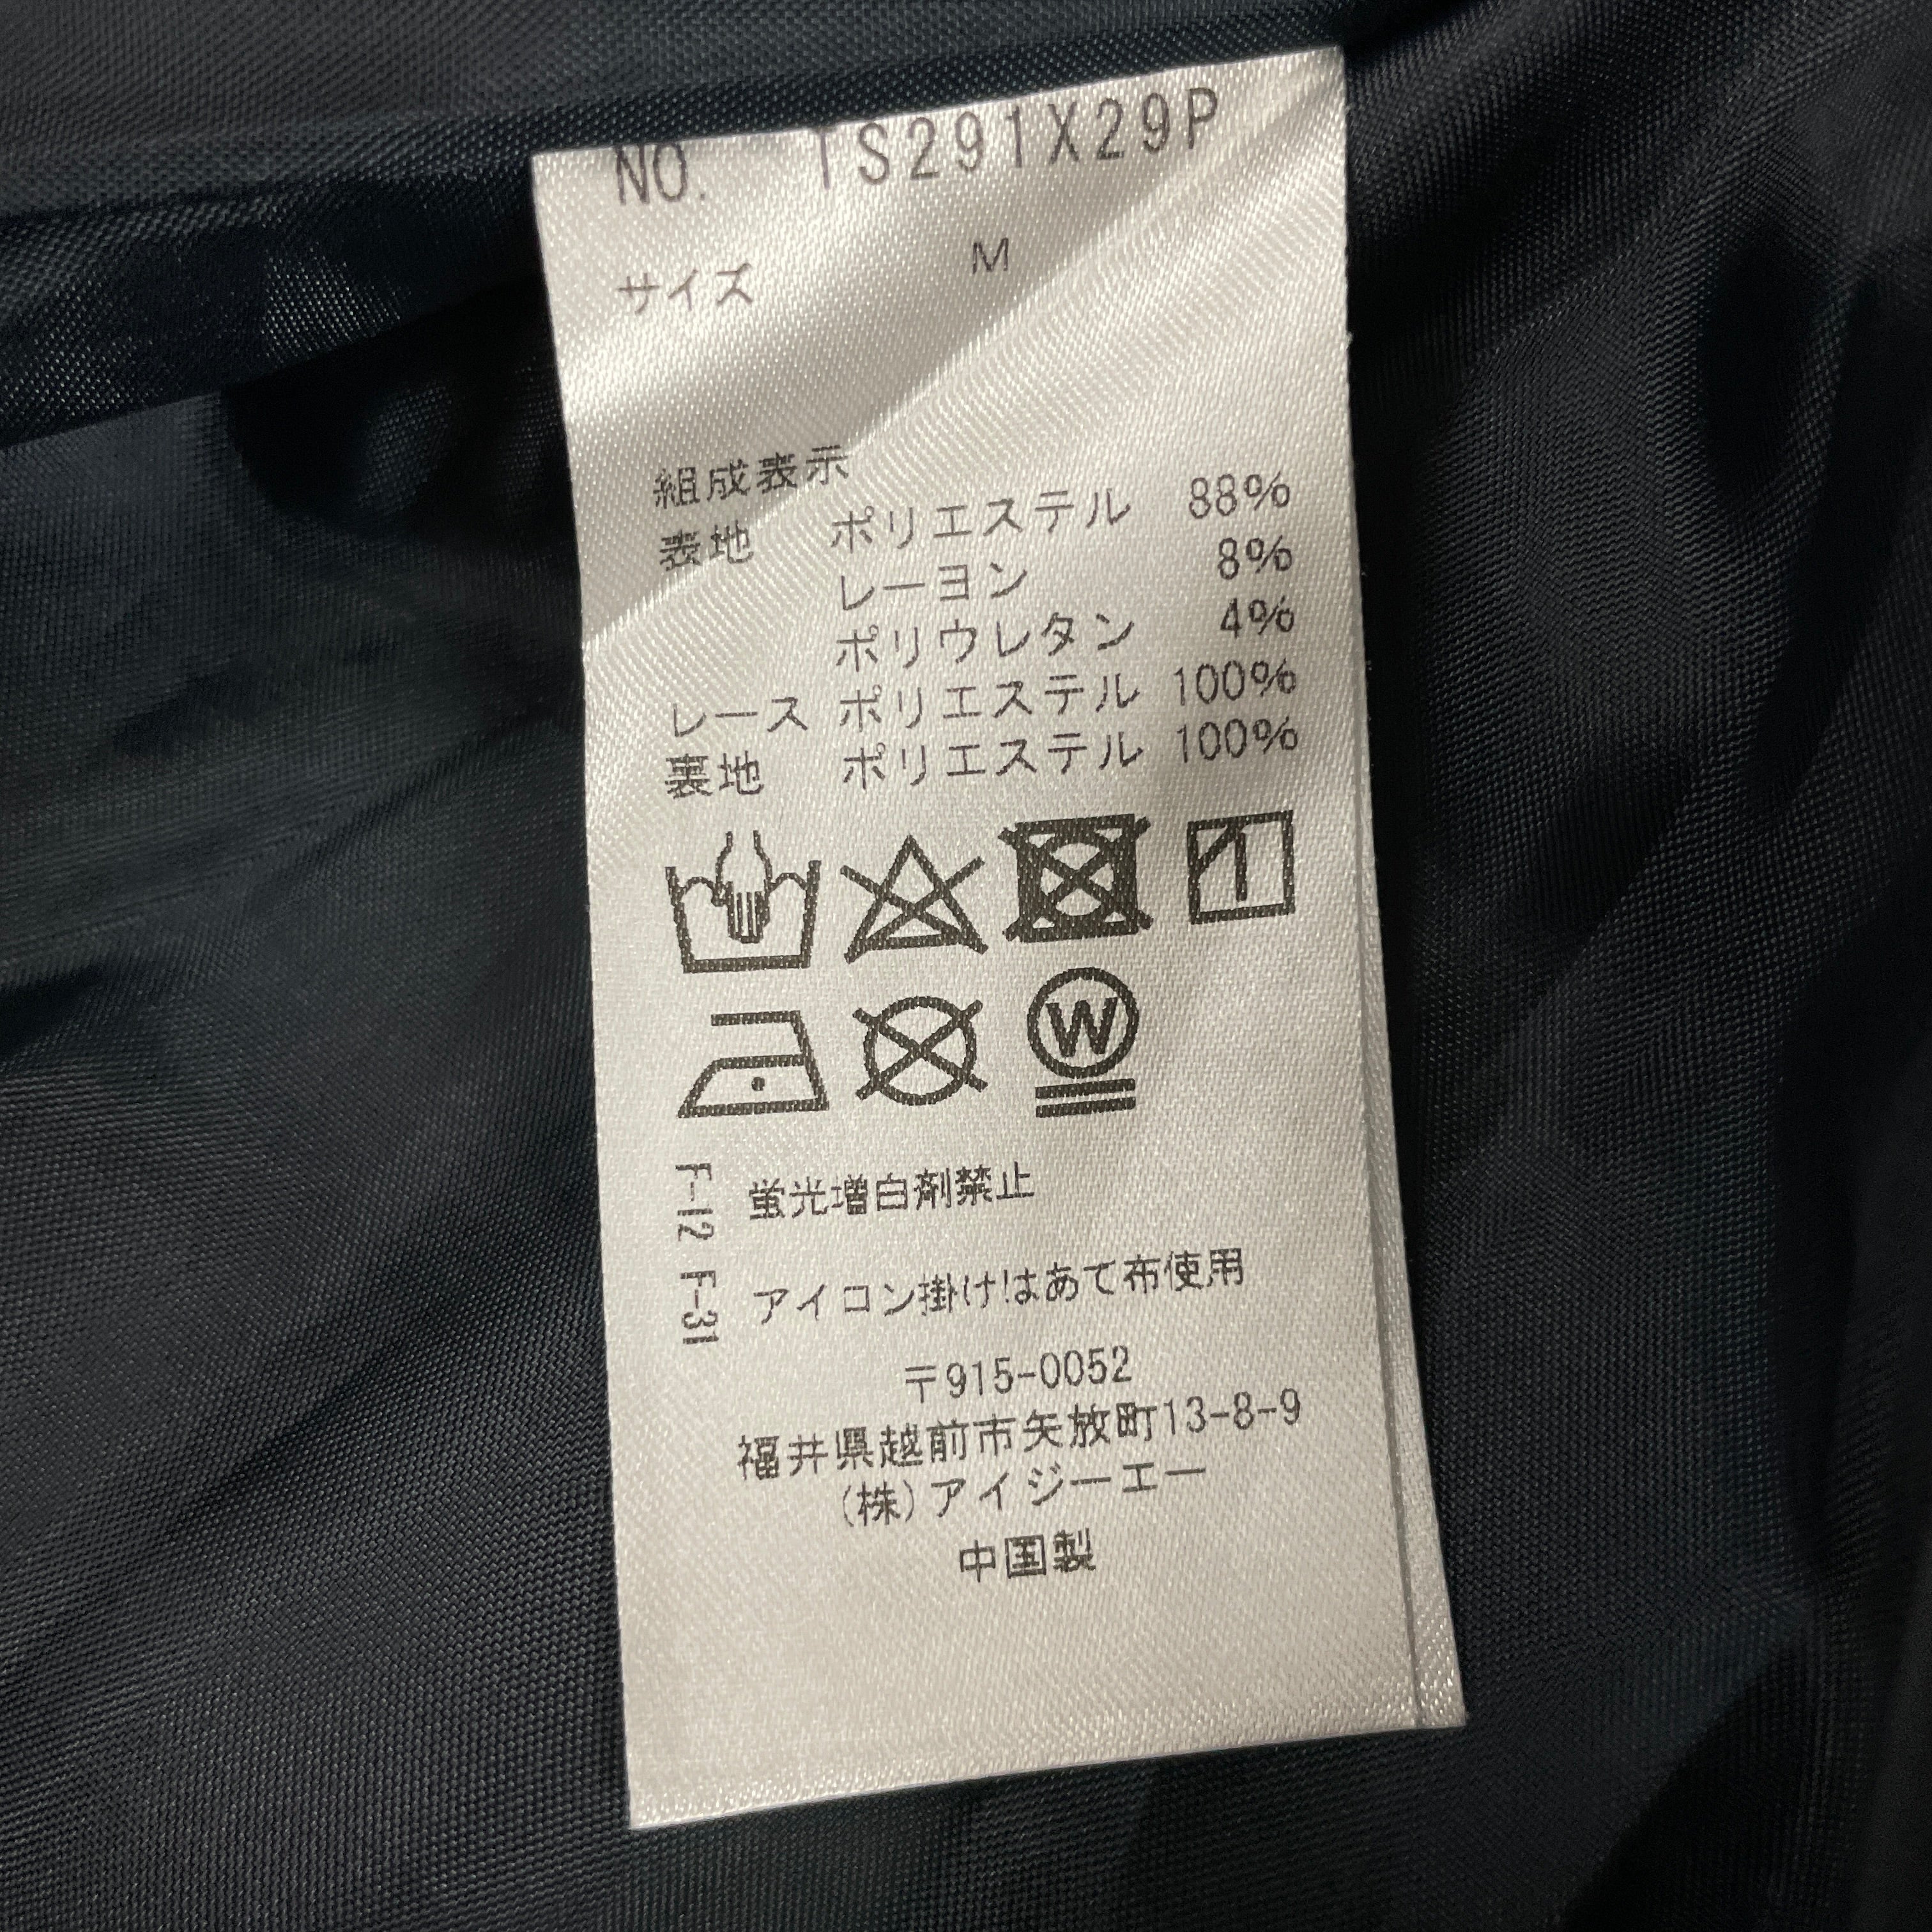 NO. TS291X29P
サイズ M
組成表示
表地 ポリエステル 88%
レーヨン 8%
ポリウレタン 4%
レース ポリエステル 100%
裏地 ポリエステル 100%
W
F-12 蛍光増白剤禁止
F-31 アイコン掛けはあて布使用
〒915-0052
福井県越前市矢放町13-8-9
(株)アイジーエー
中国製